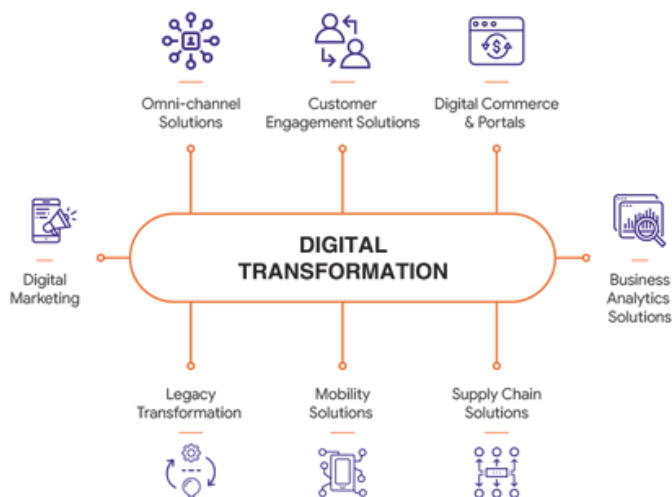 Omni-channel
Solutions
Customer
Engagement Solutions
Digital Commerce
& Portals
Digital
Marketing
DIGITAL
TRANSFORMATION
Business
Analytics
Solutions
Legacy
Transformation
Mobility
Solutions
Supply Chain
Solutions